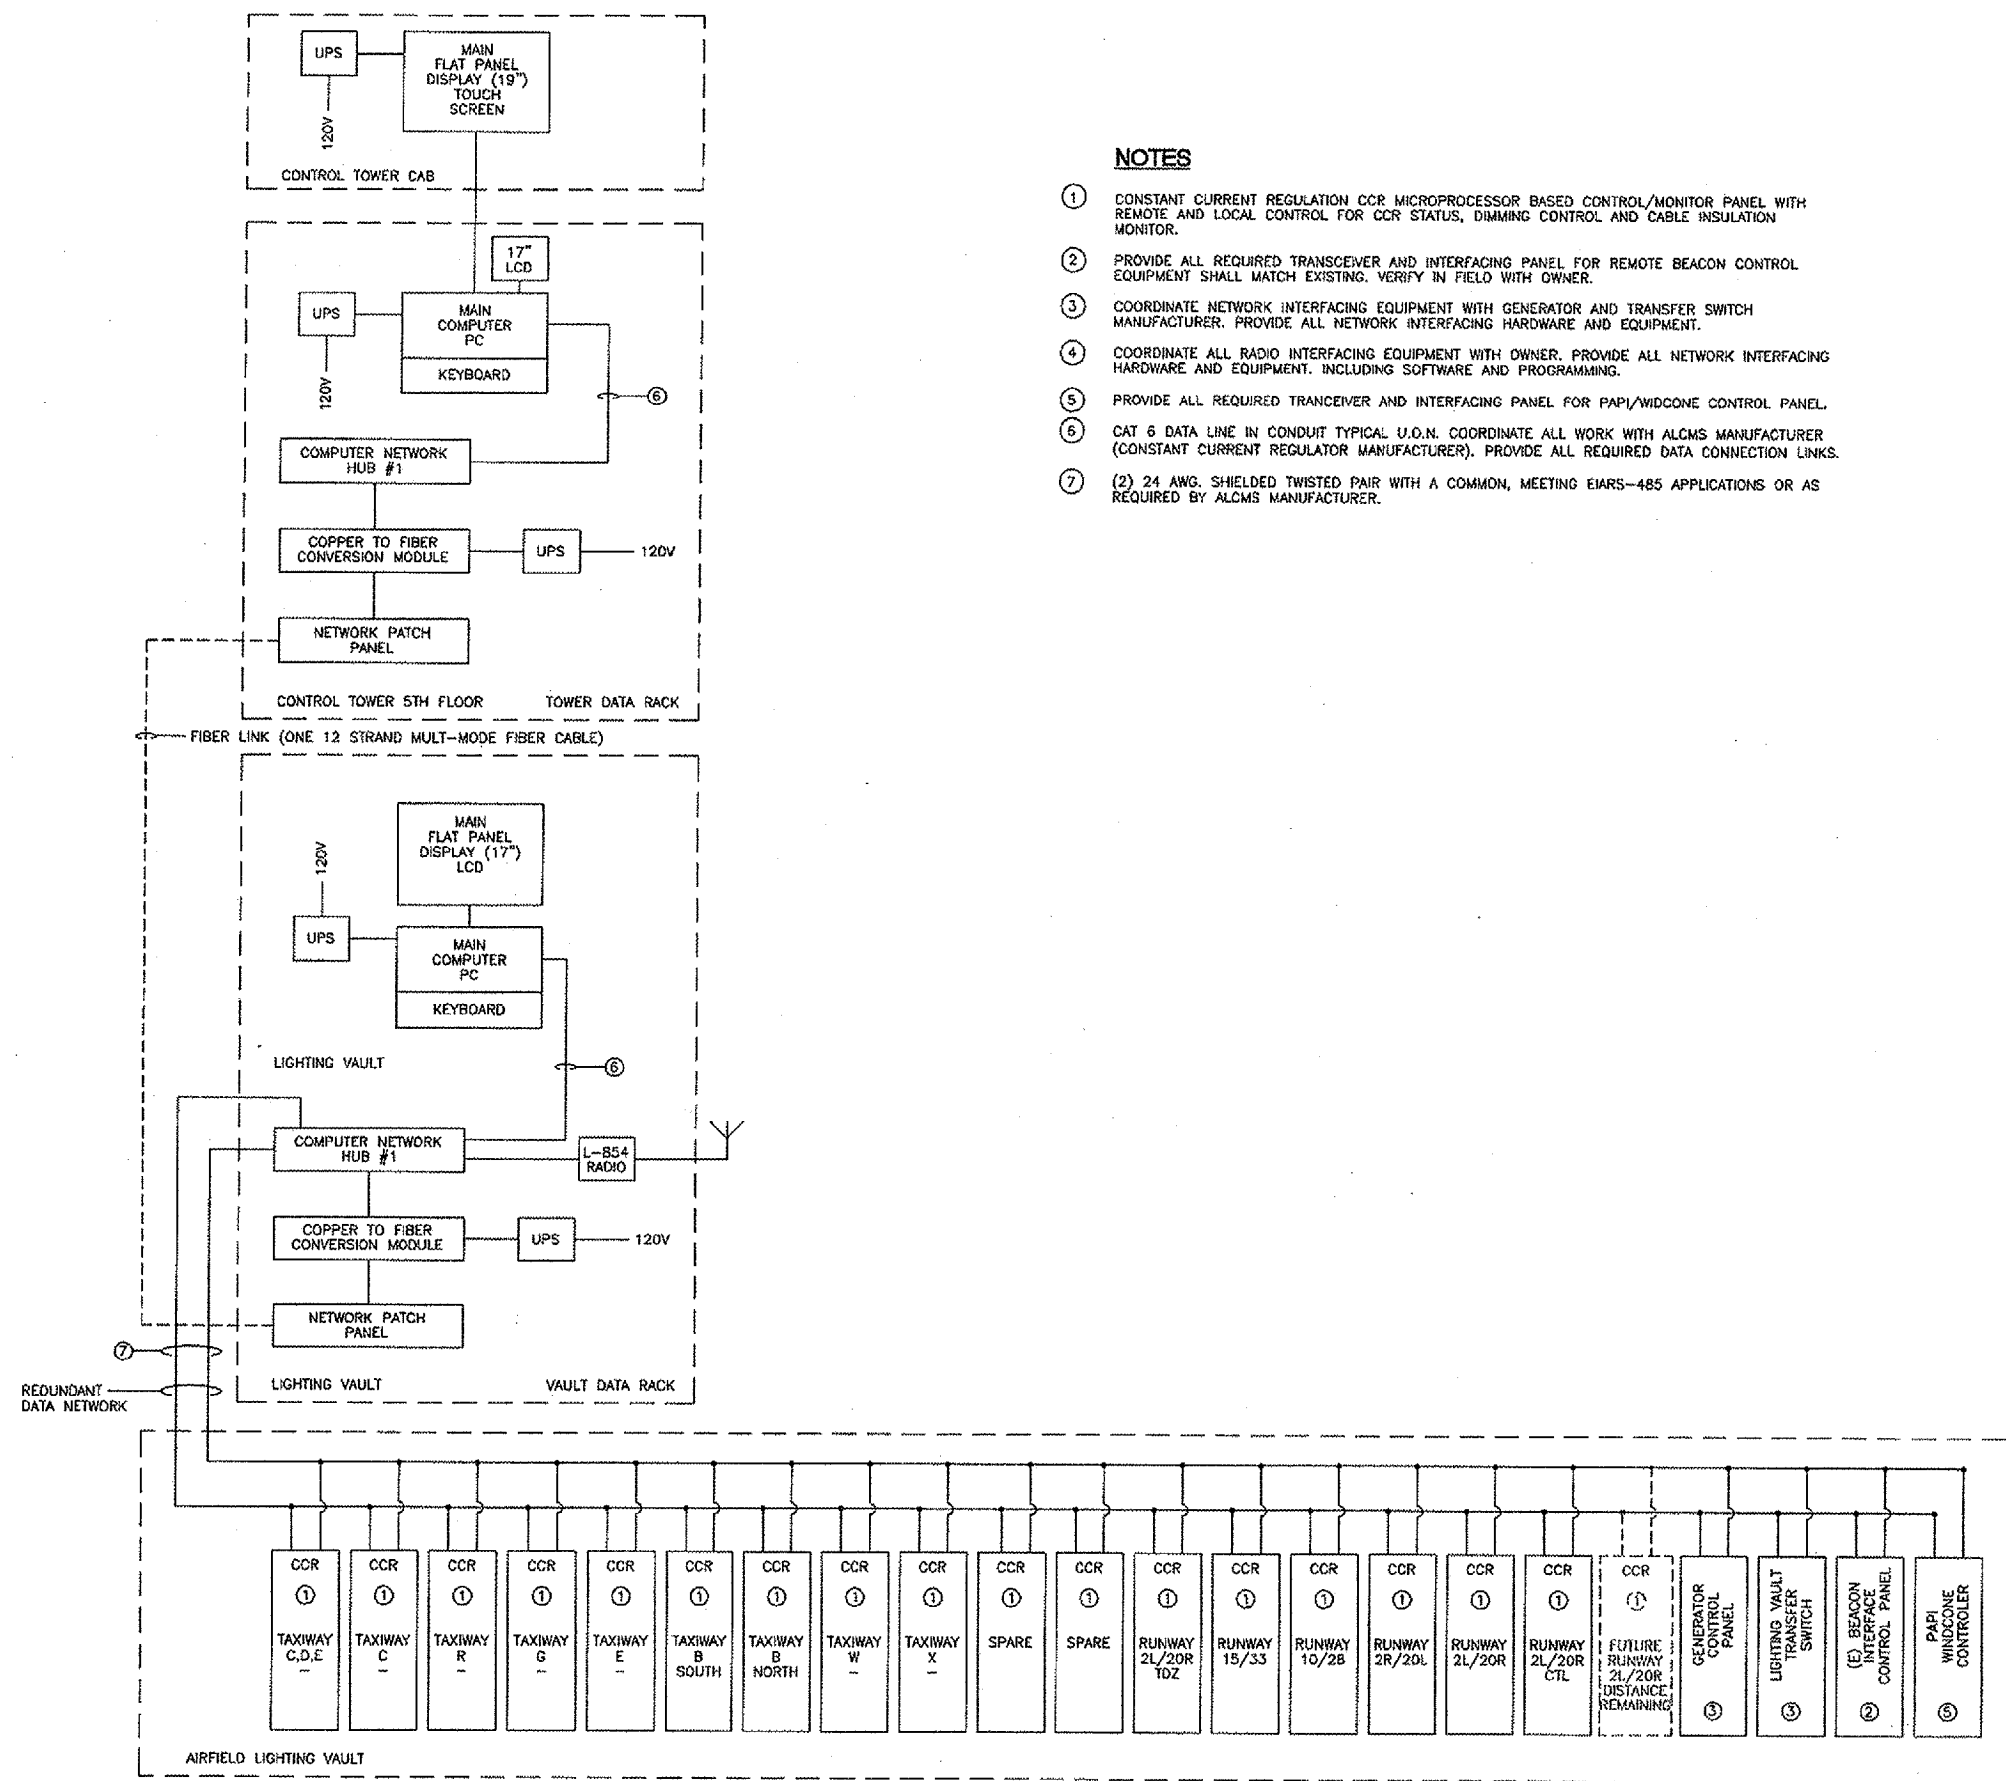 UPS
MAIN
FLAT PANEL
DISPLAY (19")
TOUCH
SCREEN
120V
CONTROL TOWER CAB
17"
LCD
UPS
MAIN
COMPUTER
PC
KEYBOARD
120V
6
COMPUTER NETWORK
HUB #1
COPPER TO FIBER
CONVERSION MODULE
UPS
120V
NETWORK PATCH
PANEL
CONTROL TOWER 5TH FLOOR
TOWER DATA RACK
FIBER LINK (ONE 12 STRAND MULT-MODE FIBER CABLE)
NOTES
1 CONSTANT CURRENT REGULATION CCR MICROPROCESSOR BASED CONTROL/MONITOR PANEL WITH
REMOTE AND LOCAL CONTROL FOR CCR STATUS, DIMMING CONTROL AND CABLE INSULATION
MONITOR.
2 PROVIDE ALL REQUIRED TRANSCEIVER AND INTERFACING PANEL FOR REMOTE BEACON CONTROL
EQUIPMENT SHALL MATCH EXISTING. VERIFY IN FIELD WITH OWNER.
3 COORDINATE NETWORK INTERFACING EQUIPMENT WITH GENERATOR AND TRANSFER SWITCH
MANUFACTURER. PROVIDE ALL NETWORK INTERFACING HARDWARE AND EQUIPMENT.
4 COORDINATE ALL RADIO INTERFACING EQUIPMENT WITH OWNER. PROVIDE ALL NETWORK INTERFACING
HARDWARE AND EQUIPMENT. INCLUDING SOFTWARE AND PROGRAMMING.
5 PROVIDE ALL REQUIRED TRANCEIVER AND INTERFACING PANEL FOR PAPI/WIDCONE CONTROL PANEL.
6 CAT 6 DATA LINE IN CONDUIT TYPICAL U.O.N. COORDINATE ALL WORK WITH ALCMS MANUFACTURER
(CONSTANT CURRENT REGULATOR MANUFACTURER). PROVIDE ALL REQUIRED DATA CONNECTION LINKS.
7 (2) 24 AWG. SHIELDED TWISTED PAIR WITH A COMMON, MEETING EIARS-485 APPLICATIONS OR AS
REQUIRED BY ALCMS MANUFACTURER.
MAIN
FLAT PANEL
DISPLAY (17")
LCD
120V
UPS
MAIN
COMPUTER
PC
KEYBOARD
LIGHTING VAULT
6
COMPUTER NETWORK
HUB #1
L-854
RADIO
COPPER TO FIBER
CONVERSION MODULE
UPS
120V
NETWORK PATCH
PANEL
7
LIGHTING VAULT
VAULT DATA RACK
REDUNDANT
DATA NETWORK
CCR
1
TAXIWAY
C,D,E
-
CCR
1
TAXIWAY
C
-
CCR
1
TAXIWAY
R
-
CCR
1
TAXIWAY
G
-
CCR
1
TAXIWAY
E
-
CCR
1
TAXIWAY
B
SOUTH
CCR
1
TAXIWAY
B
NORTH
CCR
1
TAXIWAY
W
-
CCR
1
TAXIWAY
X
-
CCR
1
SPARE
CCR
1
SPARE
CCR
1
RUNWAY
2L/20R
TDZ
CCR
1
RUNWAY
15/33
CCR
1
RUNWAY
10/28
CCR
1
RUNWAY
2R/20L
CCR
1
RUNWAY
2L/20R
CCR
1
RUNWAY
2L/20R
CTL
CCR
1
FUTURE
RUNWAY
2L/20R
DISTANCE
REMAINING
GENERATOR
CONTROL
PANEL
3
LIGHTING VAULT
TRANSFER
SWITCH
3
(E) BEACON
INTERFACE
CONTROL PANEL
2
PAPI
WINDCONE
CONTROLER
5
AIRFIELD LIGHTING VAULT